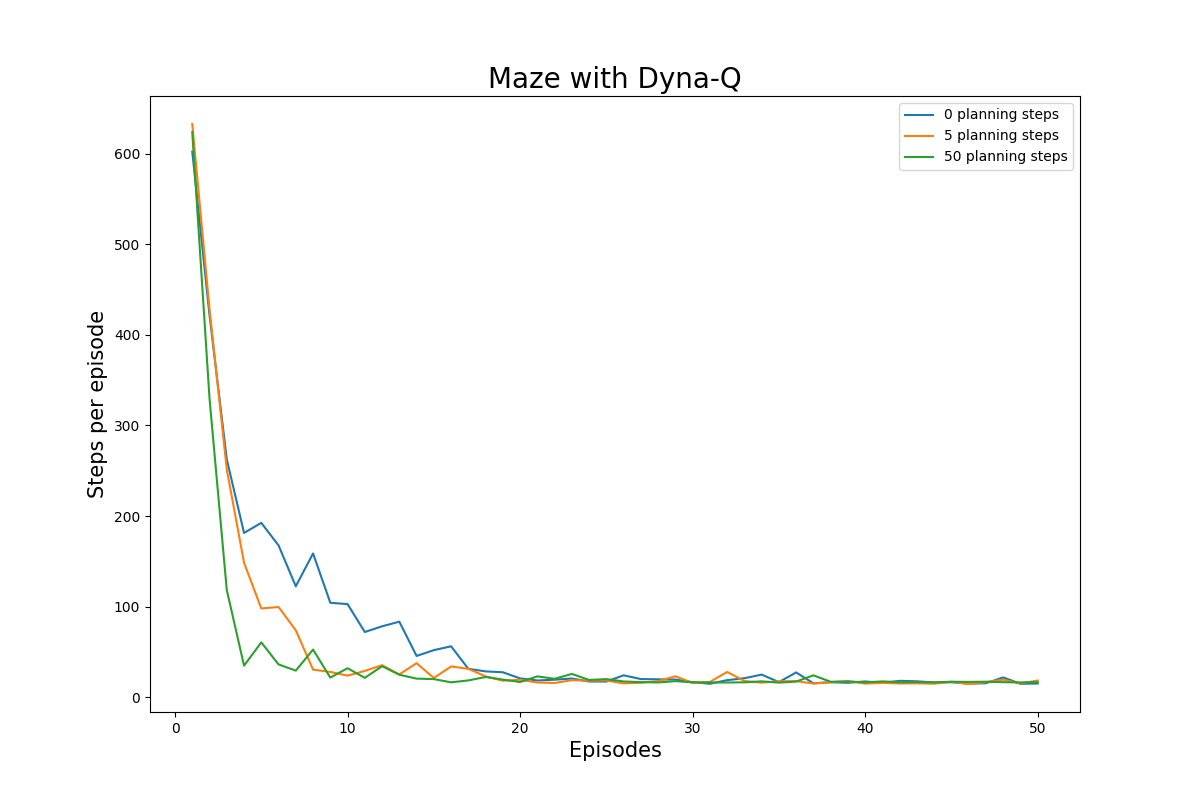 Maze with Dyna-Q
0 planning steps
5 planning steps
50 planning steps
Steps per episode
600
500
400
300
200
100
0
0 10 20 30 40 50
Episodes